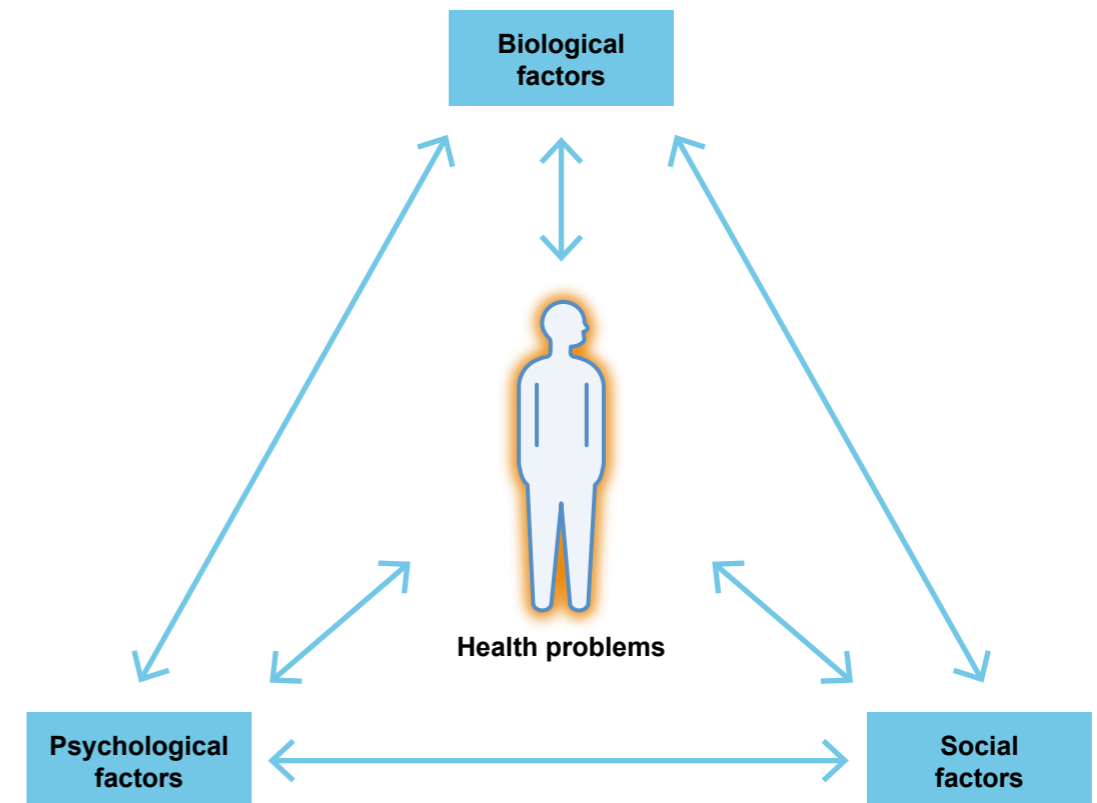 Biological
factors
Health problems
Psychological
factors
Social
factors